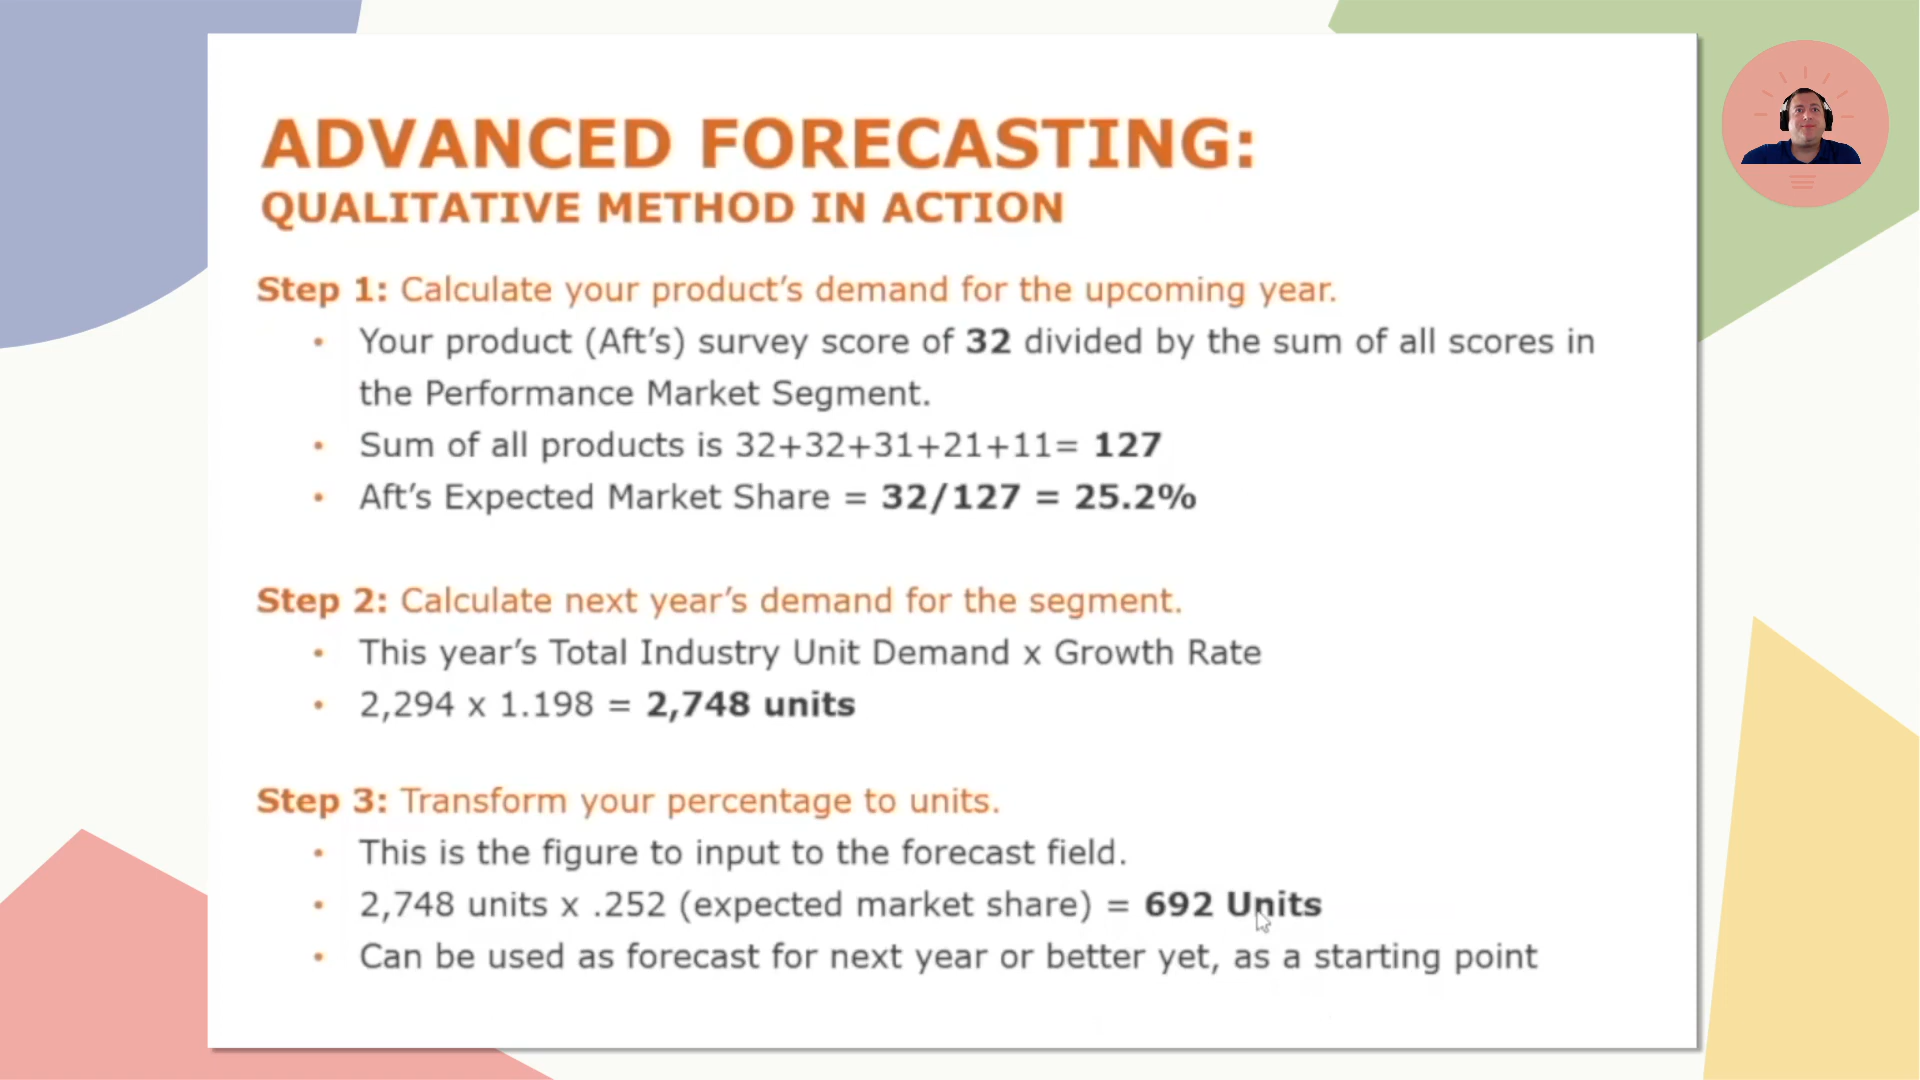 ADVANCED FORECASTING:
QUALITATIVE METHOD IN ACTION
Step 1: Calculate your product's demand for the upcoming year.
• Your product (Aft's) survey score of 32 divided by the sum of all scores in
the Performance Market Segment.
• Sum of all products is 32+32+31+21+11= 127
• Aft's Expected Market Share = 32/127 = 25.2%
Step 2: Calculate next year's demand for the segment.
• This year's Total Industry Unit Demand x Growth Rate
• 2,294 x 1.198 = 2,748 units
Step 3: Transform your percentage to units.
• This is the figure to input to the forecast field.
• 2,748 units x .252 (expected market share) = 692 Units
• Can be used as forecast for next year or better yet, as a starting point